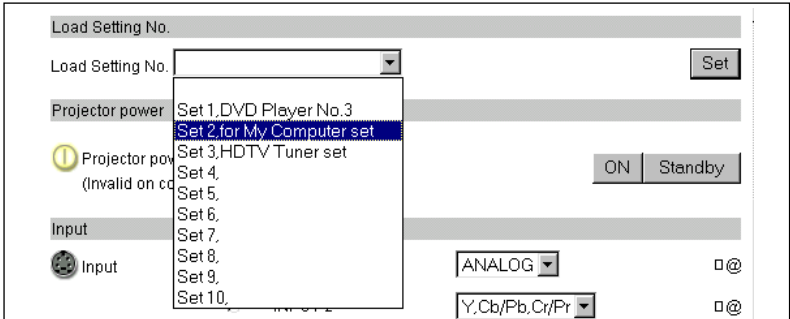 Load Setting No.
Load Setting No.
Set
Set 1,DVD Player No.3
Projector power
Set 2,for My Computer set
Set 3,HDTV Tuner set
Projector pow
ON Standby
Set 4,
(Invalid on co
Set 5,
Set 6,
Input
Set 7,
Set 8,
Input
ANALOG
@
Set 9,
Set 10,
Y,Cb/Pb,Cr/Pr
@